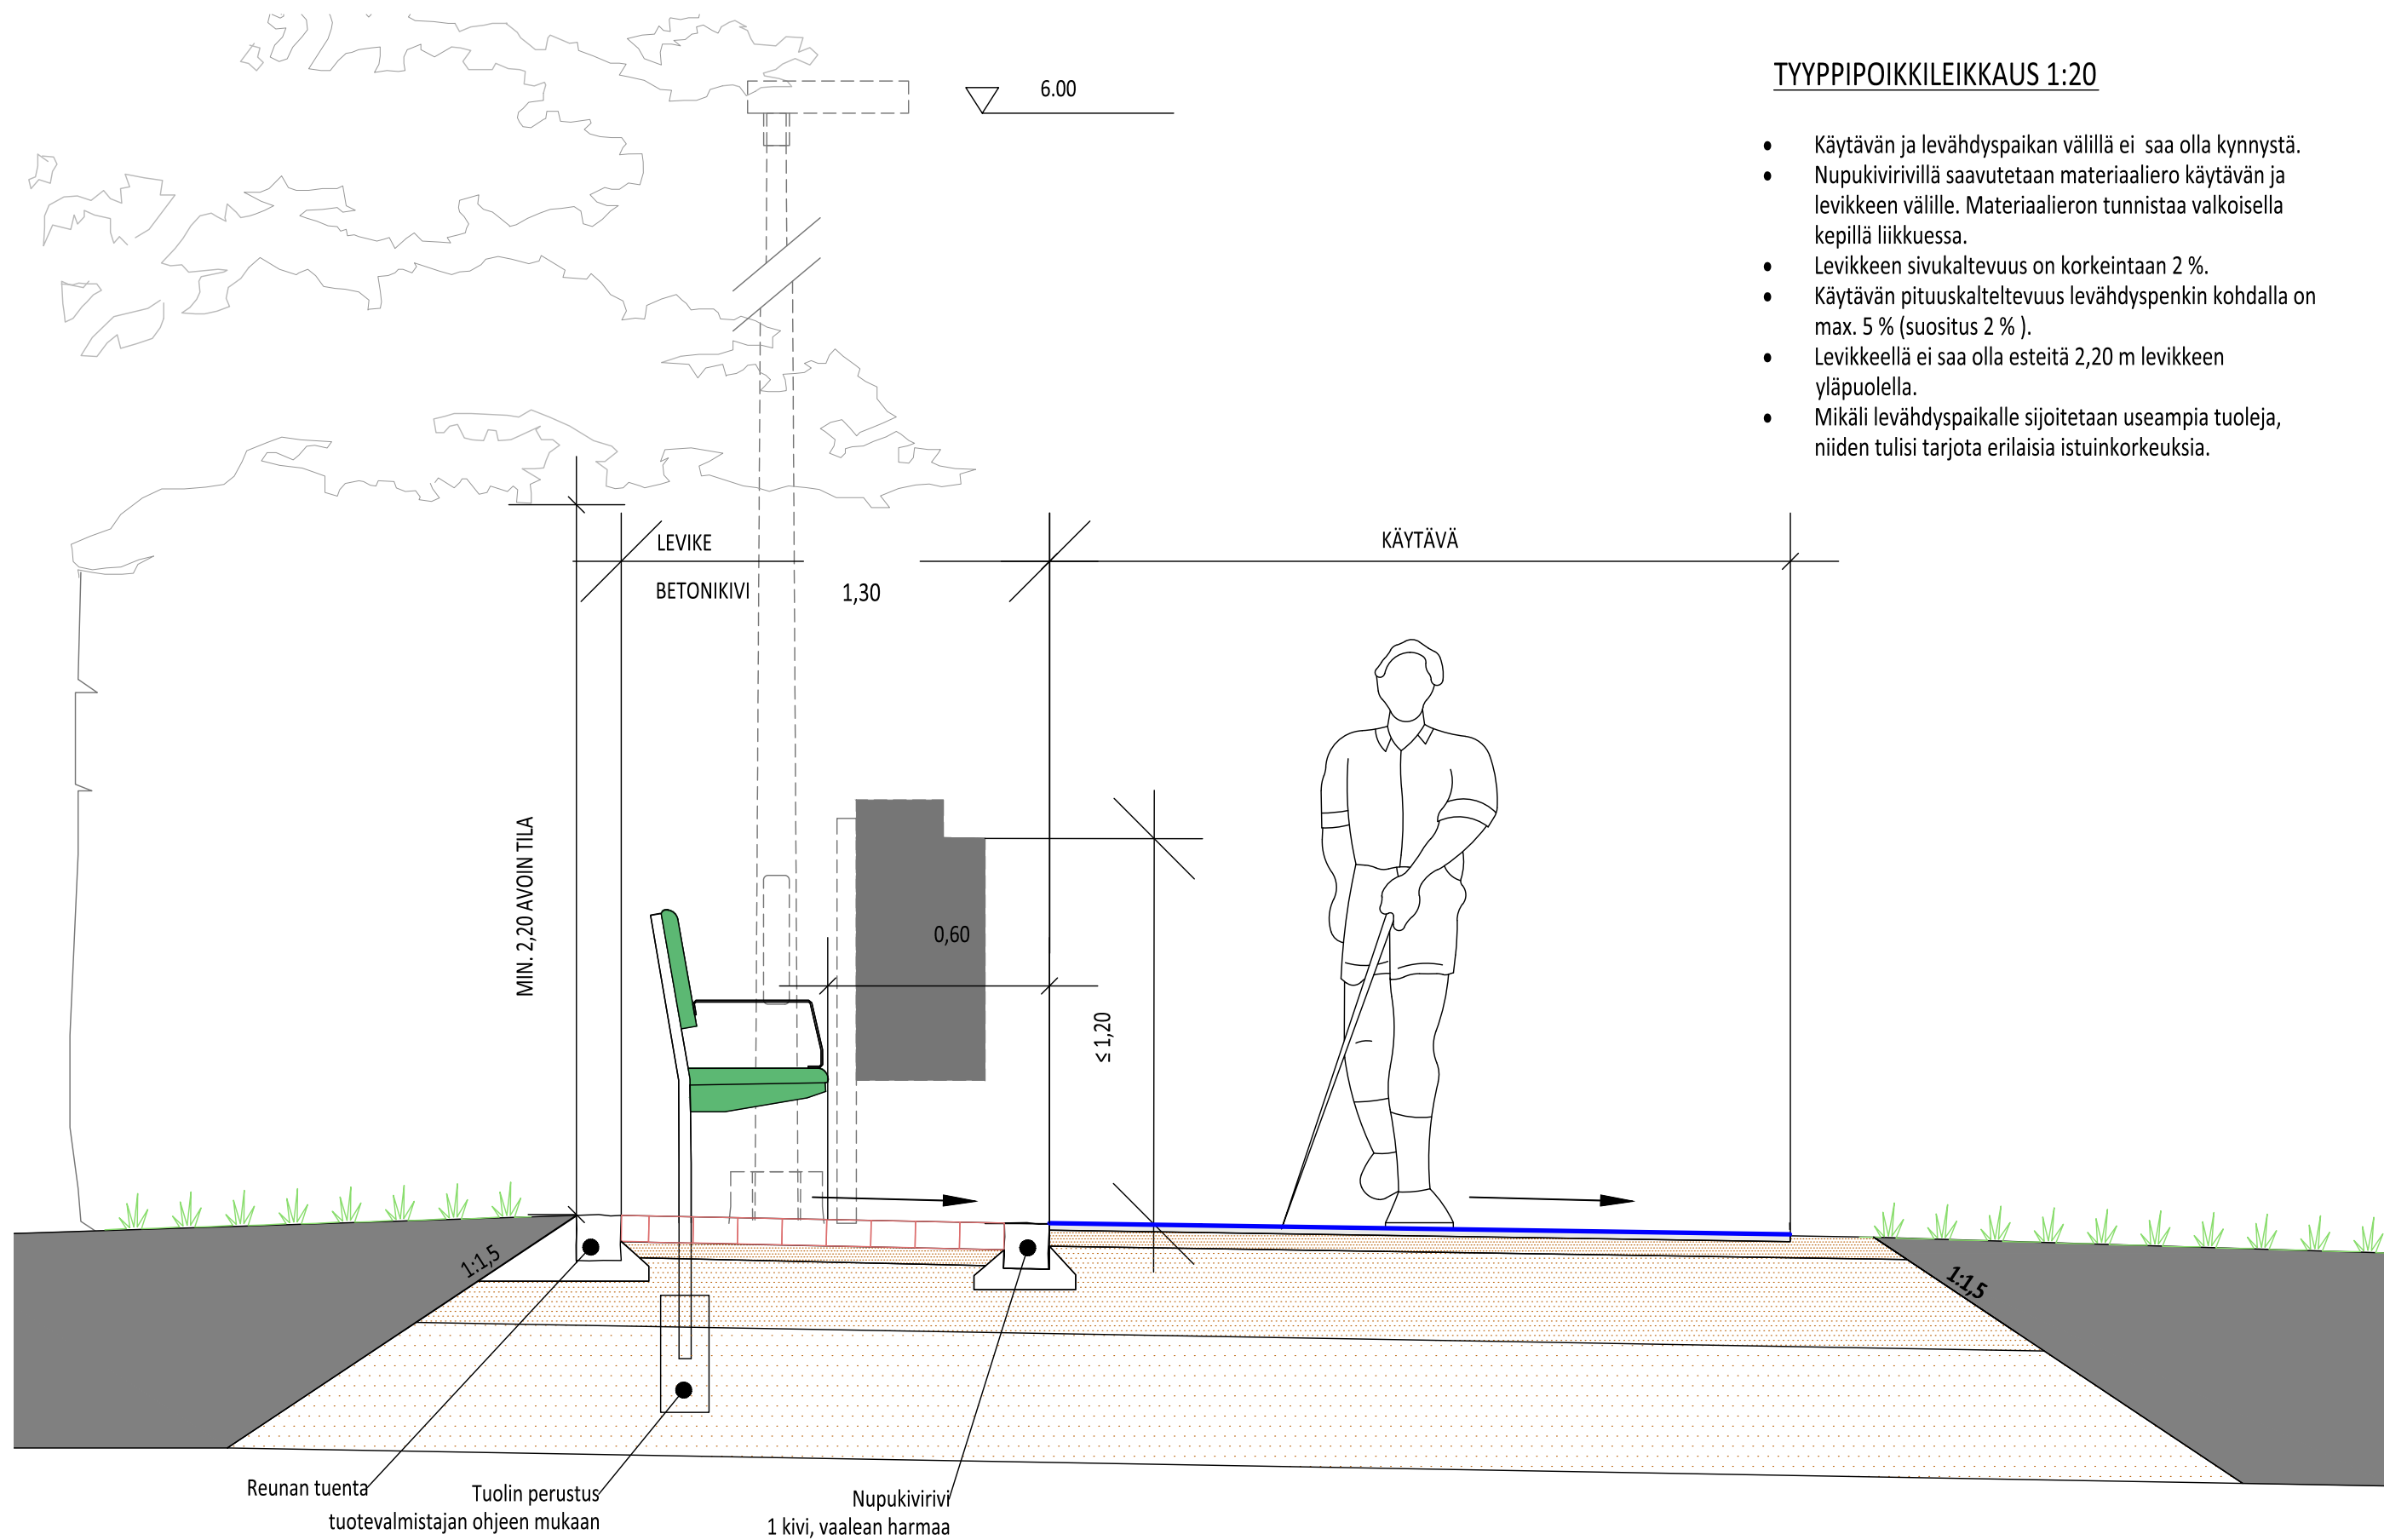 TYYPPIPOIKKILEIKKAUS 1:20
• Käytävän ja levähdyspaikan välillä ei saa olla kynnystä.
• Nupukivirivillä saavutetaan materiaaliero käytävän ja
levikkeen välille. Materiaalieron tunnistaa valkoisella
kepillä liikkuessa.
• Levikkeen sivukaltevuus on korkeintaan 2 %.
• Käytävän pituuskalteltevuus levähdyspenkin kohdalla on
max. 5 % (suositus 2 % ).
• Levikkeellä ei saa olla esteitä 2,20 m levikkeen
yläpuolella.
• Mikäli levähdyspaikalle sijoitetaan useampia tuoleja,
niiden tulisi tarjota erilaisia istuinkorkeuksia.
6.00
LEVIKE
KÄYTÄVÄ
BETONIKIVI
1,30
MIN. 2,20 AVOIN TILA
0,60
≤ 1,20
1:1,5
1:1,5
Reunan tuenta
Tuolin perustus
tuotevalmistajan ohjeen mukaan
Nupukivirivi
1 kivi, vaalean harmaa